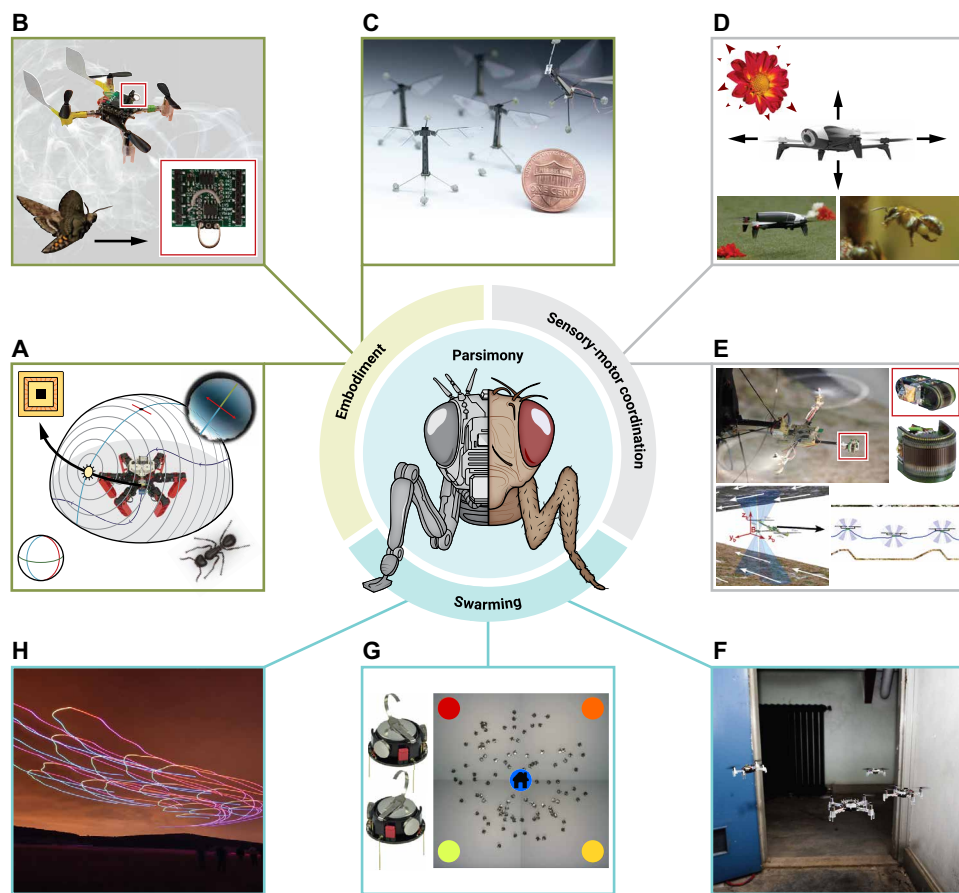 B
C
D
Embodiment
Parsimony
Sensory-motor
coordination
A
E
Swarming
H
G
F